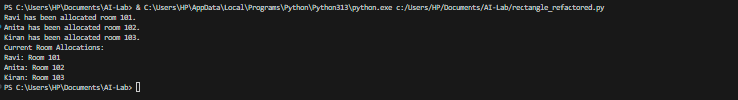 PS C:\Users\HP\Documents\AI-Lab> & C:\Users\HP\AppData\Local\Programs\Python\Python313\python.exe c:/Users/HP/Documents/AI-Lab/rectangle_refactored.py
Ravi has been allocated room 101.
Anita has been allocated room 102.
Kiran has been allocated room 103.
Current Room Allocations:
Ravi: Room 101
Anita: Room 102
Kiran: Room 103
PS C:\Users\HP\Documents\AI-Lab>